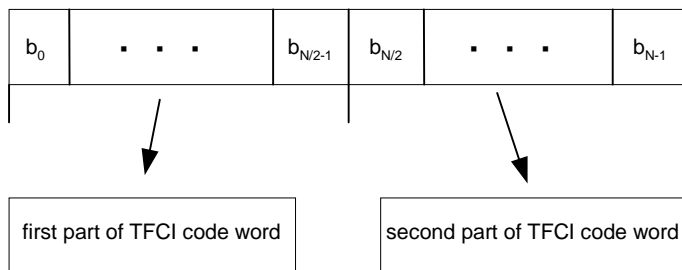 b0 . . . bN/2-1 bN/2 . . . bN-1
first part of TFCI code word second part of TFCI code word